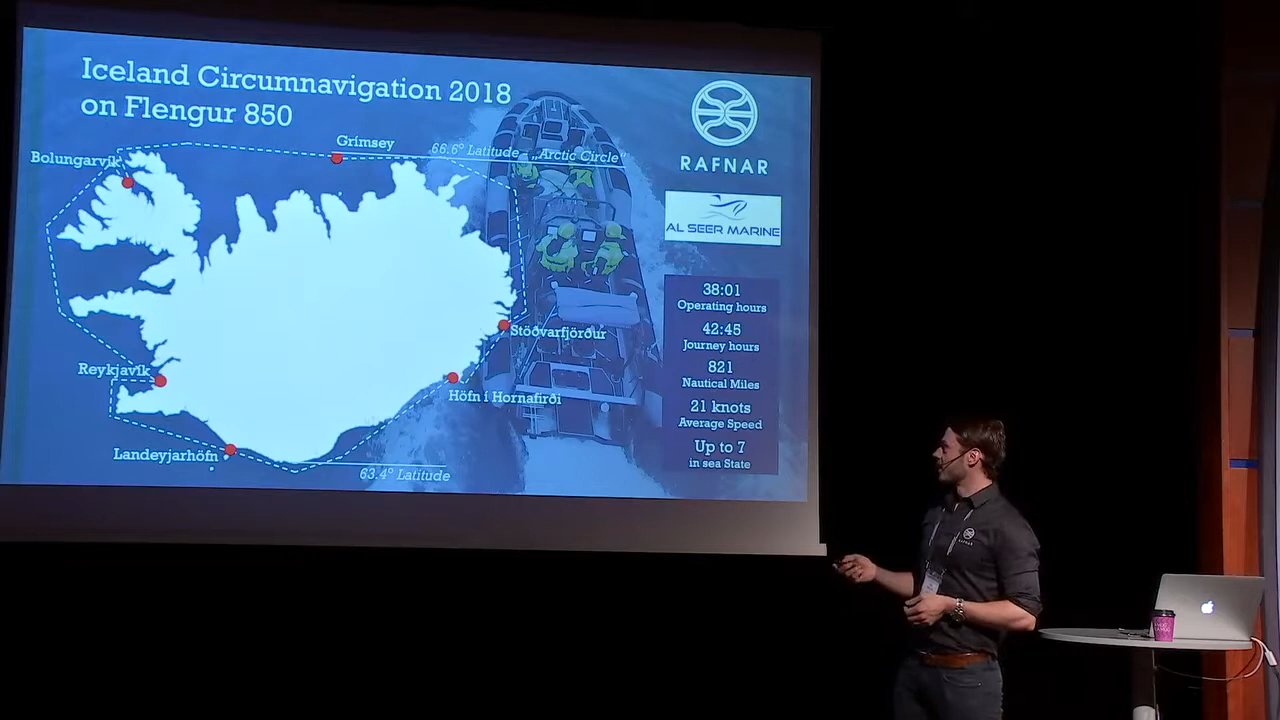 Iceland Circumnavigation 2018
on Flengur 850
Grímsey
66.6° Latitude - „Arctic Circle"
Bolungarvík
Reykjavík
Landeyjarhöfn
63.4° Latitude
Höfn í Hornafirði
Stöðvarfjörður
RAFNAR
AL SEER MARINE
38:01
Operating hours
42:45
Journey hours
821
Nautical Miles
21 knots
Average Speed
Up to 7
in sea State
RAFNAR